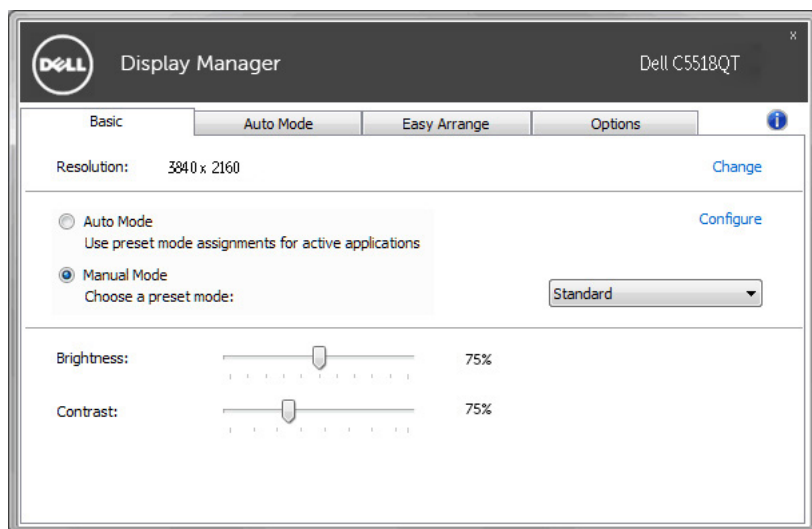 DELL Display Manager Dell C5518QT x
Basic Auto Mode Easy Arrange Options i
Resolution: 3840 x 2160 Change
Auto Mode Configure
Use preset mode assignments for active applications
Manual Mode
Choose a preset mode: Standard
Brightness: 75%
Contrast: 75%